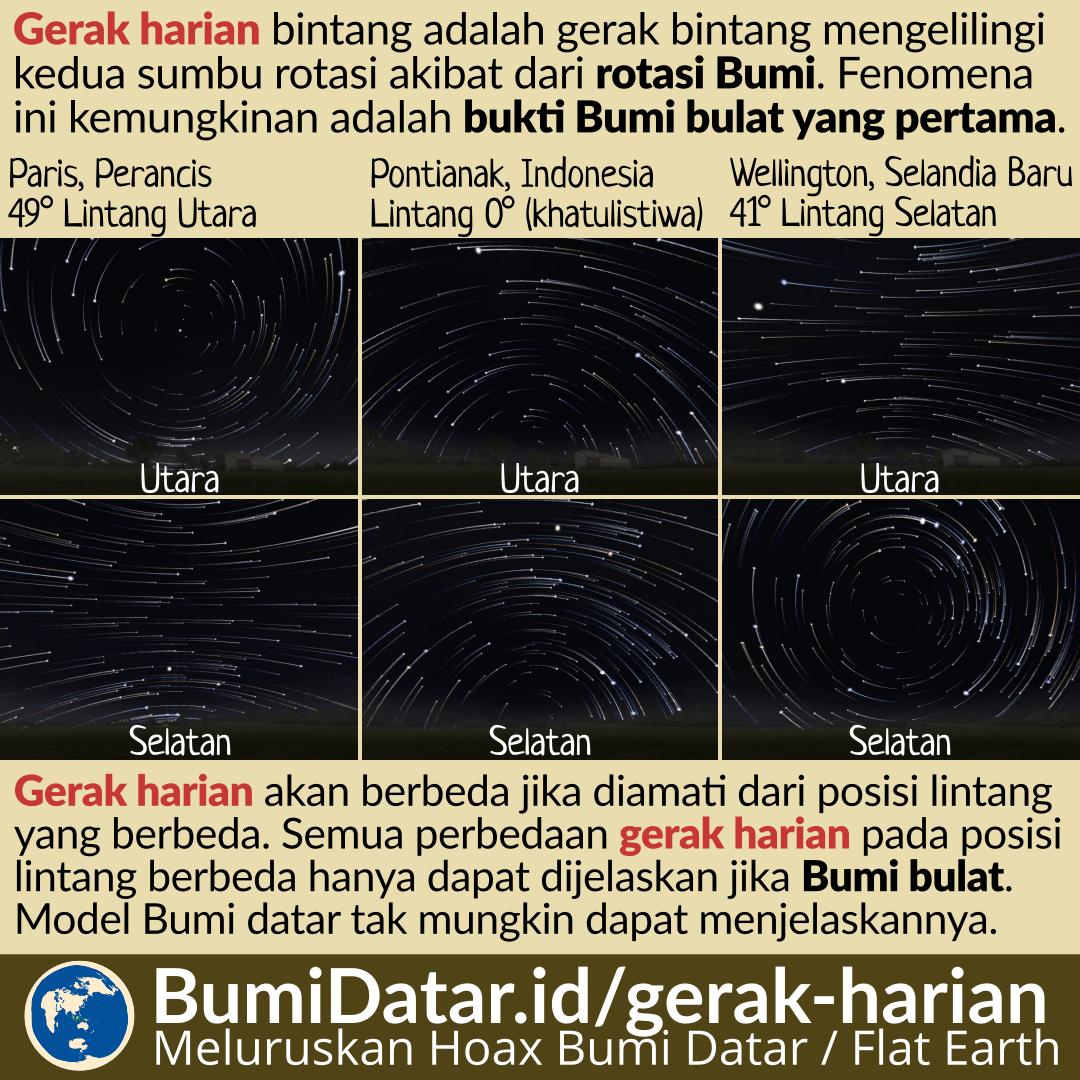 Gerak harian bintang adalah gerak bintang mengelilingi
kedua sumbu rotasi akibat dari rotasi Bumi. Fenomena
ini kemungkinan adalah bukti Bumi bulat yang pertama.
Paris, Perancis
49° Lintang Utara
Pontianak, Indonesia
Lintang 0° (khatulistiwa)
Wellington, Selandia Baru
41° Lintang Selatan
Utara
Utara
Utara
Selatan
Selatan
Selatan
Gerak harian akan berbeda jika diamati dari posisi lintang
yang berbeda. Semua perbedaan gerak harian pada posisi
lintang berbeda hanya dapat dijelaskan jika Bumi bulat.
Model Bumi datar tak mungkin dapat menjelaskannya.
BumiDatar.id/gerak-harian
Meluruskan Hoax Bumi Datar / Flat Earth